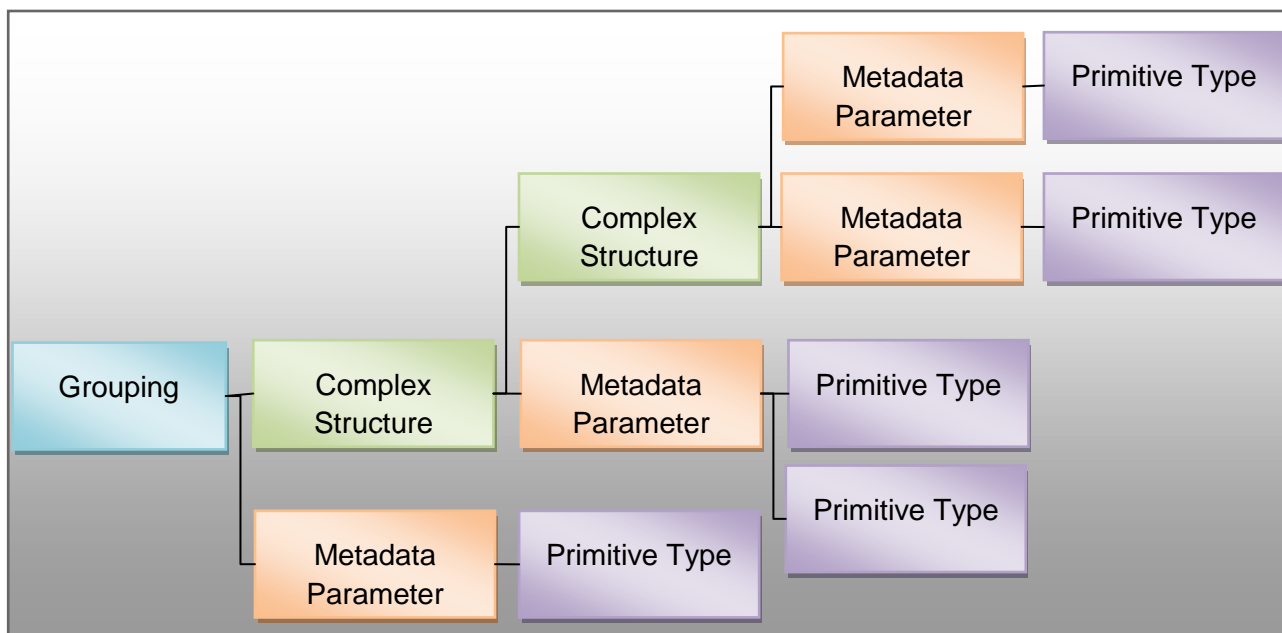 Metadata
Parameter
Primitive Type
Complex
Structure
Metadata
Parameter
Primitive Type
Grouping
Complex
Structure
Metadata
Parameter
Primitive Type
Primitive Type
Metadata
Parameter
Primitive Type